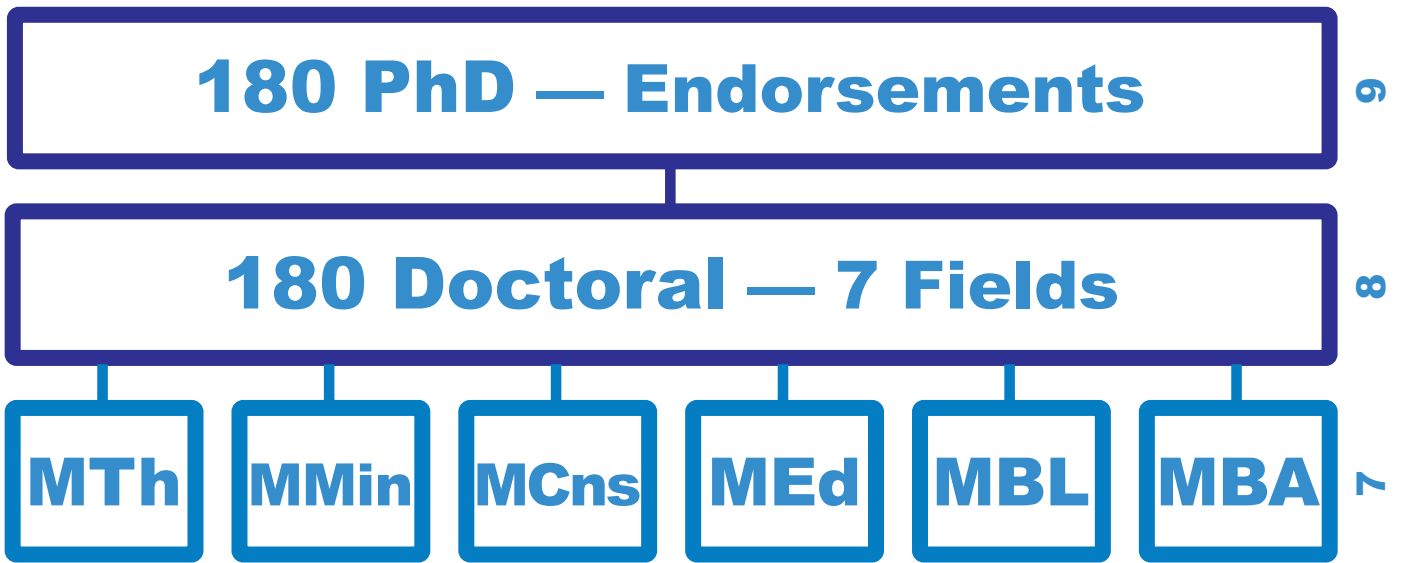 180 PhD — Endorsements
9
180 Doctoral — 7 Fields
8
MTh MMin MCns MEd MBL MBA
7